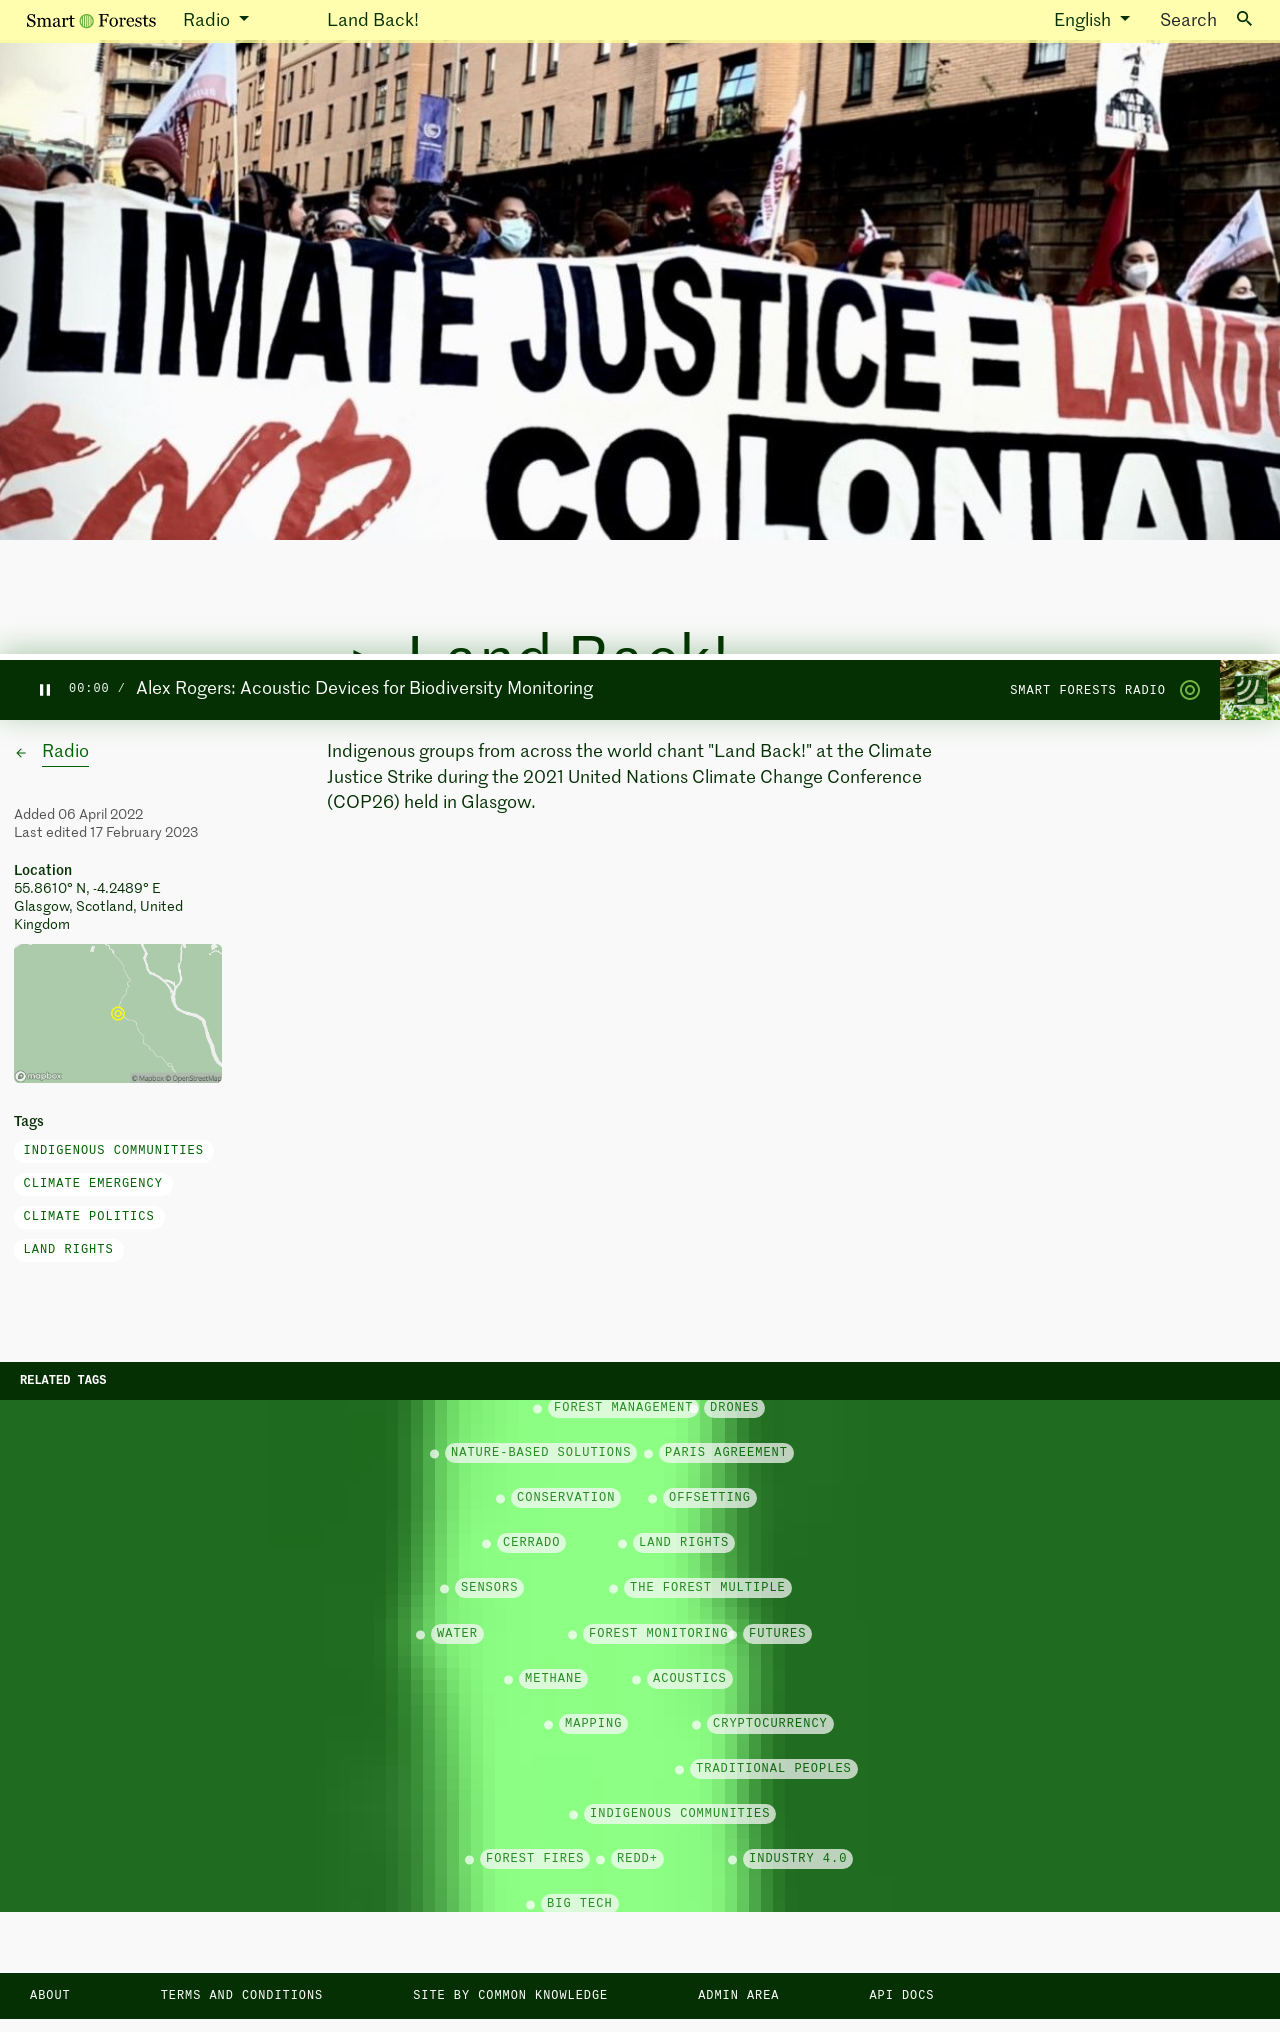 Smart Forests Radio Land Back! English Search
CLIMATE JUSTICE = LAND
END COLONIAL
Land Back!
00:00 / Alex Rogers: Acoustic Devices for Biodiversity Monitoring SMART FORESTS RADIO
Radio
Indigenous groups from across the world chant "Land Back!" at the Climate
Justice Strike during the 2021 United Nations Climate Change Conference
(COP26) held in Glasgow.
Added 06 April 2022
Last edited 17 February 2023
Location
55.8610° N, -4.2489° E
Glasgow, Scotland, United
Kingdom
mapbox © Mapbox © OpenStreetMap
Tags
INDIGENOUS COMMUNITIES
CLIMATE EMERGENCY
CLIMATE POLITICS
LAND RIGHTS
RELATED TAGS
FOREST MANAGEMENT DRONES
NATURE-BASED SOLUTIONS PARIS AGREEMENT
CONSERVATION OFFSETTING
CERRADO LAND RIGHTS
SENSORS THE FOREST MULTIPLE
WATER FOREST MONITORING FUTURES
METHANE ACOUSTICS
MAPPING CRYPTOCURRENCY
TRADITIONAL PEOPLES
INDIGENOUS COMMUNITIES
FOREST FIRES REDD+ INDUSTRY 4.0
BIG TECH
ABOUT TERMS AND CONDITIONS SITE BY COMMON KNOWLEDGE ADMIN AREA API DOCS